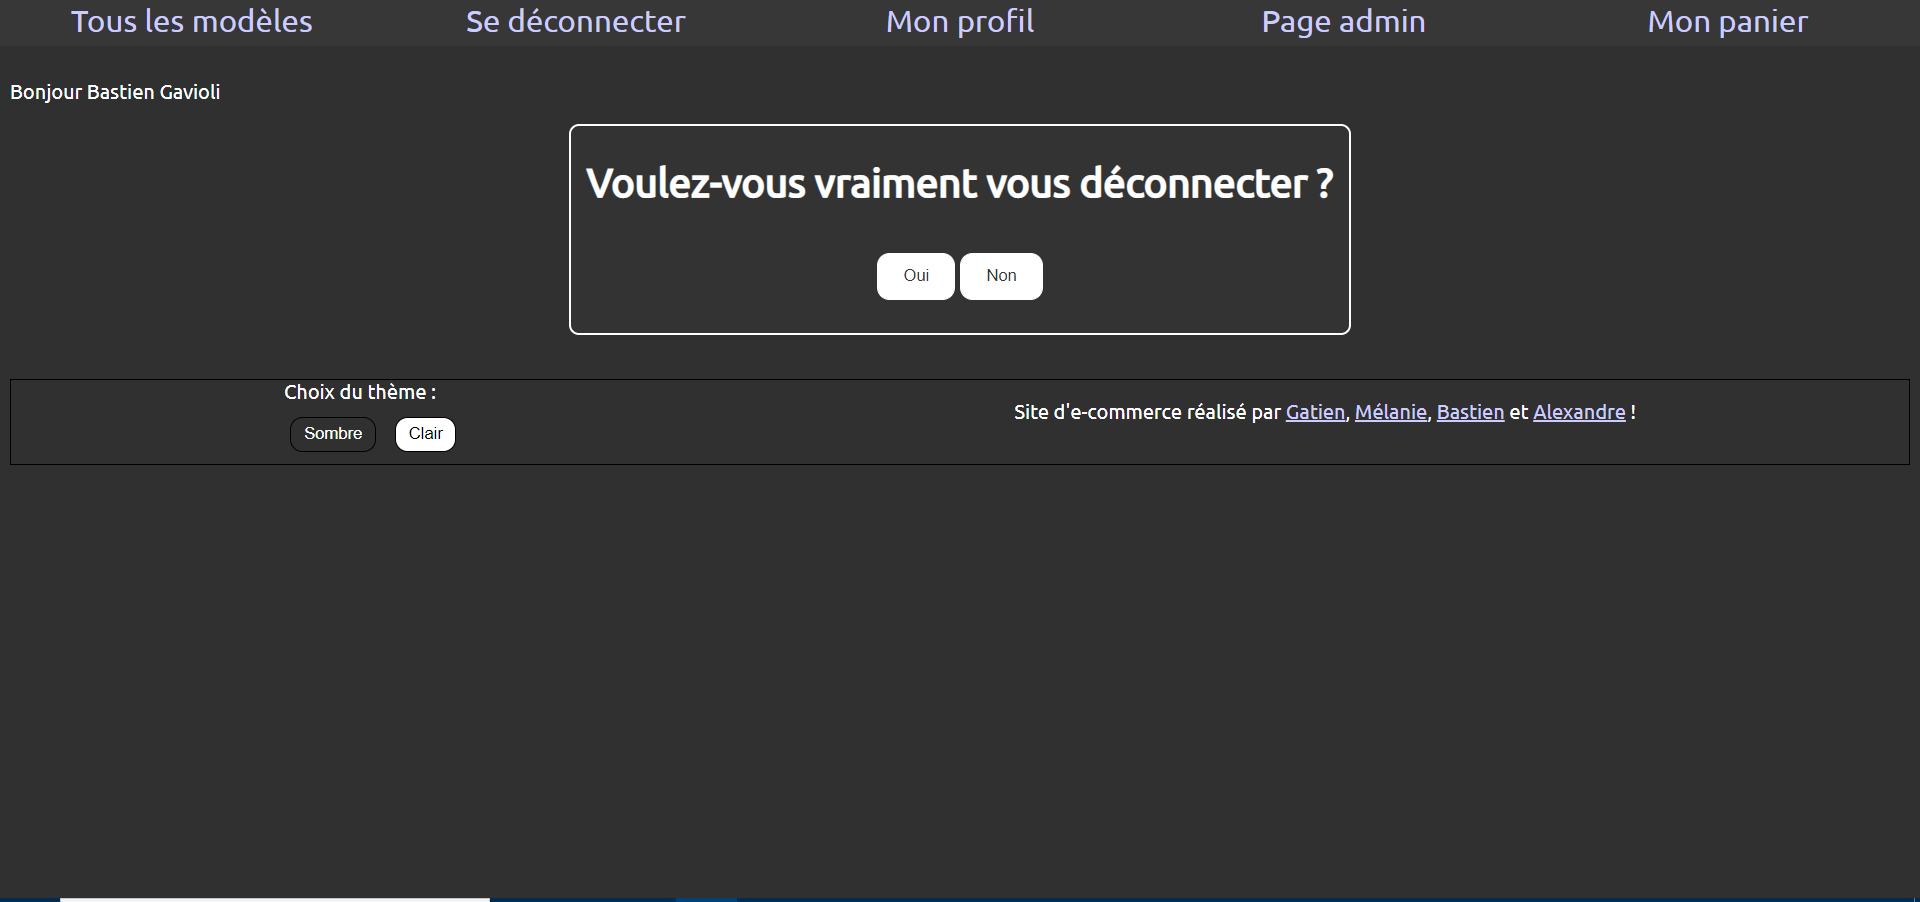 Tous les modèles Se déconnecter Mon profil Page admin Mon panier
Bonjour Bastien Gavioli
Voulez-vous vraiment vous déconnecter ?
Oui Non
Choix du thème :
Site d'e-commerce réalisé par Gatien, Mélanie, Bastien et Alexandre !
Sombre Clair